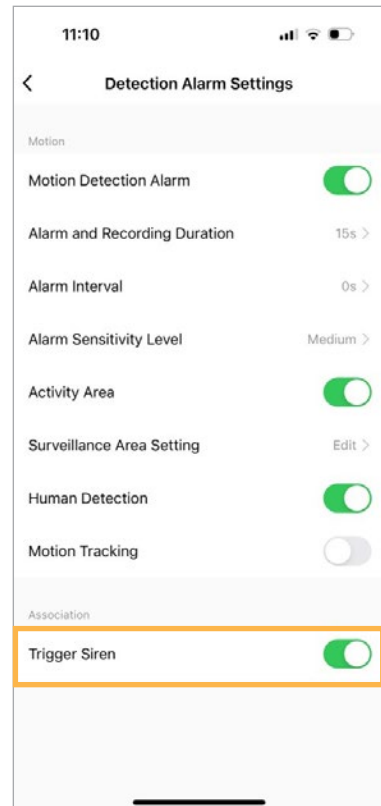 11:10
Detection Alarm Settings
Motion
Motion Detection Alarm
Alarm and Recording Duration 15s >
Alarm Interval 0s >
Alarm Sensitivity Level Medium >
Activity Area
Surveillance Area Setting Edit >
Human Detection
Motion Tracking
Association
Trigger Siren